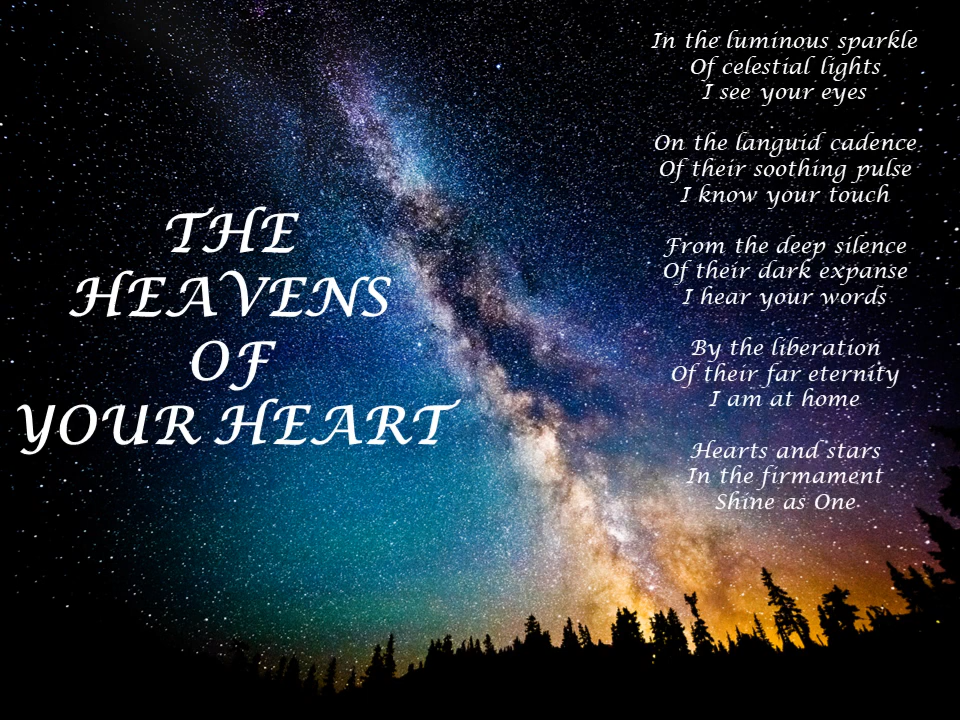 THE
HEAVENS
OF
YOUR HEART
In the luminous sparkle
Of celestial lights
I see your eyes
On the languid cadence
Of their soothing pulse
I know your touch
From the deep silence
Of their dark expanse
I hear your words
By the liberation
Of their far eternity
I am at home
Hearts and stars
In the firmament
Shine as One